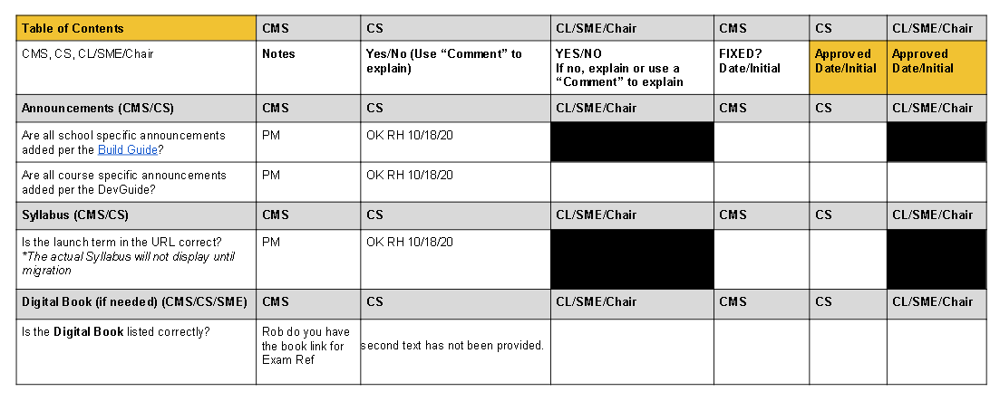 Table of Contents CMS CS CL/SME/Chair CMS CS CL/SME/Chair
CMS, CS, CL/SME/Chair
Notes
Yes/No (Use “Comment” to
explain)
YES/NO
If no, explain or use a
“Comment” to explain
FIXED?
Date/Initial
Approved
Date/Initial
Approved
Date/Initial
Announcements (CMS/CS) CMS CS CL/SME/Chair CMS CS CL/SME/Chair
Are all school specific announcements
added per the Build Guide?
PM
OK RH 10/18/20
Are all course specific announcements
added per the DevGuide?
PM
OK RH 10/18/20
Syllabus (CMS/CS) CMS CS CL/SME/Chair CMS CS CL/SME/Chair
Is the launch term in the URL correct?
*The actual Syllabus will not display until
migration
PM
OK RH 10/18/20
Digital Book (if needed) (CMS/CS/SME) CMS CS CL/SME/Chair CMS CS CL/SME/Chair
Is the Digital Book listed correctly?
Rob do you have
the book link for
Exam Ref
second text has not been provided.